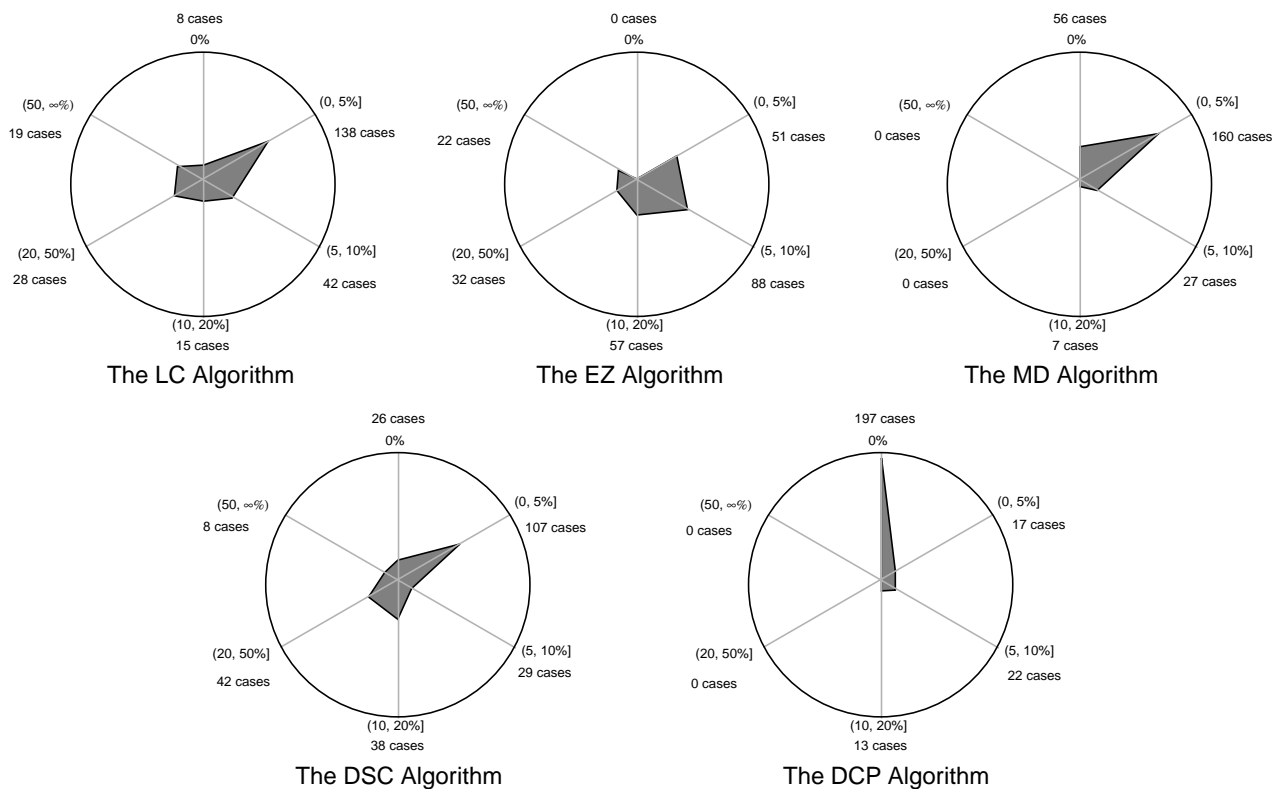 8 cases
0%
(0, 5%]
138 cases
(5, 10%]
42 cases
(10, 20%]
15 cases
(20, 50%]
28 cases
(50, ∞%)
19 cases
The LC Algorithm
0 cases
0%
(0, 5%]
51 cases
(5, 10%]
88 cases
(10, 20%]
57 cases
(20, 50%]
32 cases
(50, ∞%)
22 cases
The EZ Algorithm
56 cases
0%
(0, 5%]
160 cases
(5, 10%]
27 cases
(10, 20%]
7 cases
(20, 50%]
0 cases
(50, ∞%)
0 cases
The MD Algorithm
26 cases
0%
(0, 5%]
107 cases
(5, 10%]
29 cases
(10, 20%]
38 cases
(20, 50%]
42 cases
(50, ∞%)
8 cases
The DSC Algorithm
197 cases
0%
(0, 5%]
17 cases
(5, 10%]
22 cases
(10, 20%]
13 cases
(20, 50%]
0 cases
(50, ∞%)
0 cases
The DCP Algorithm